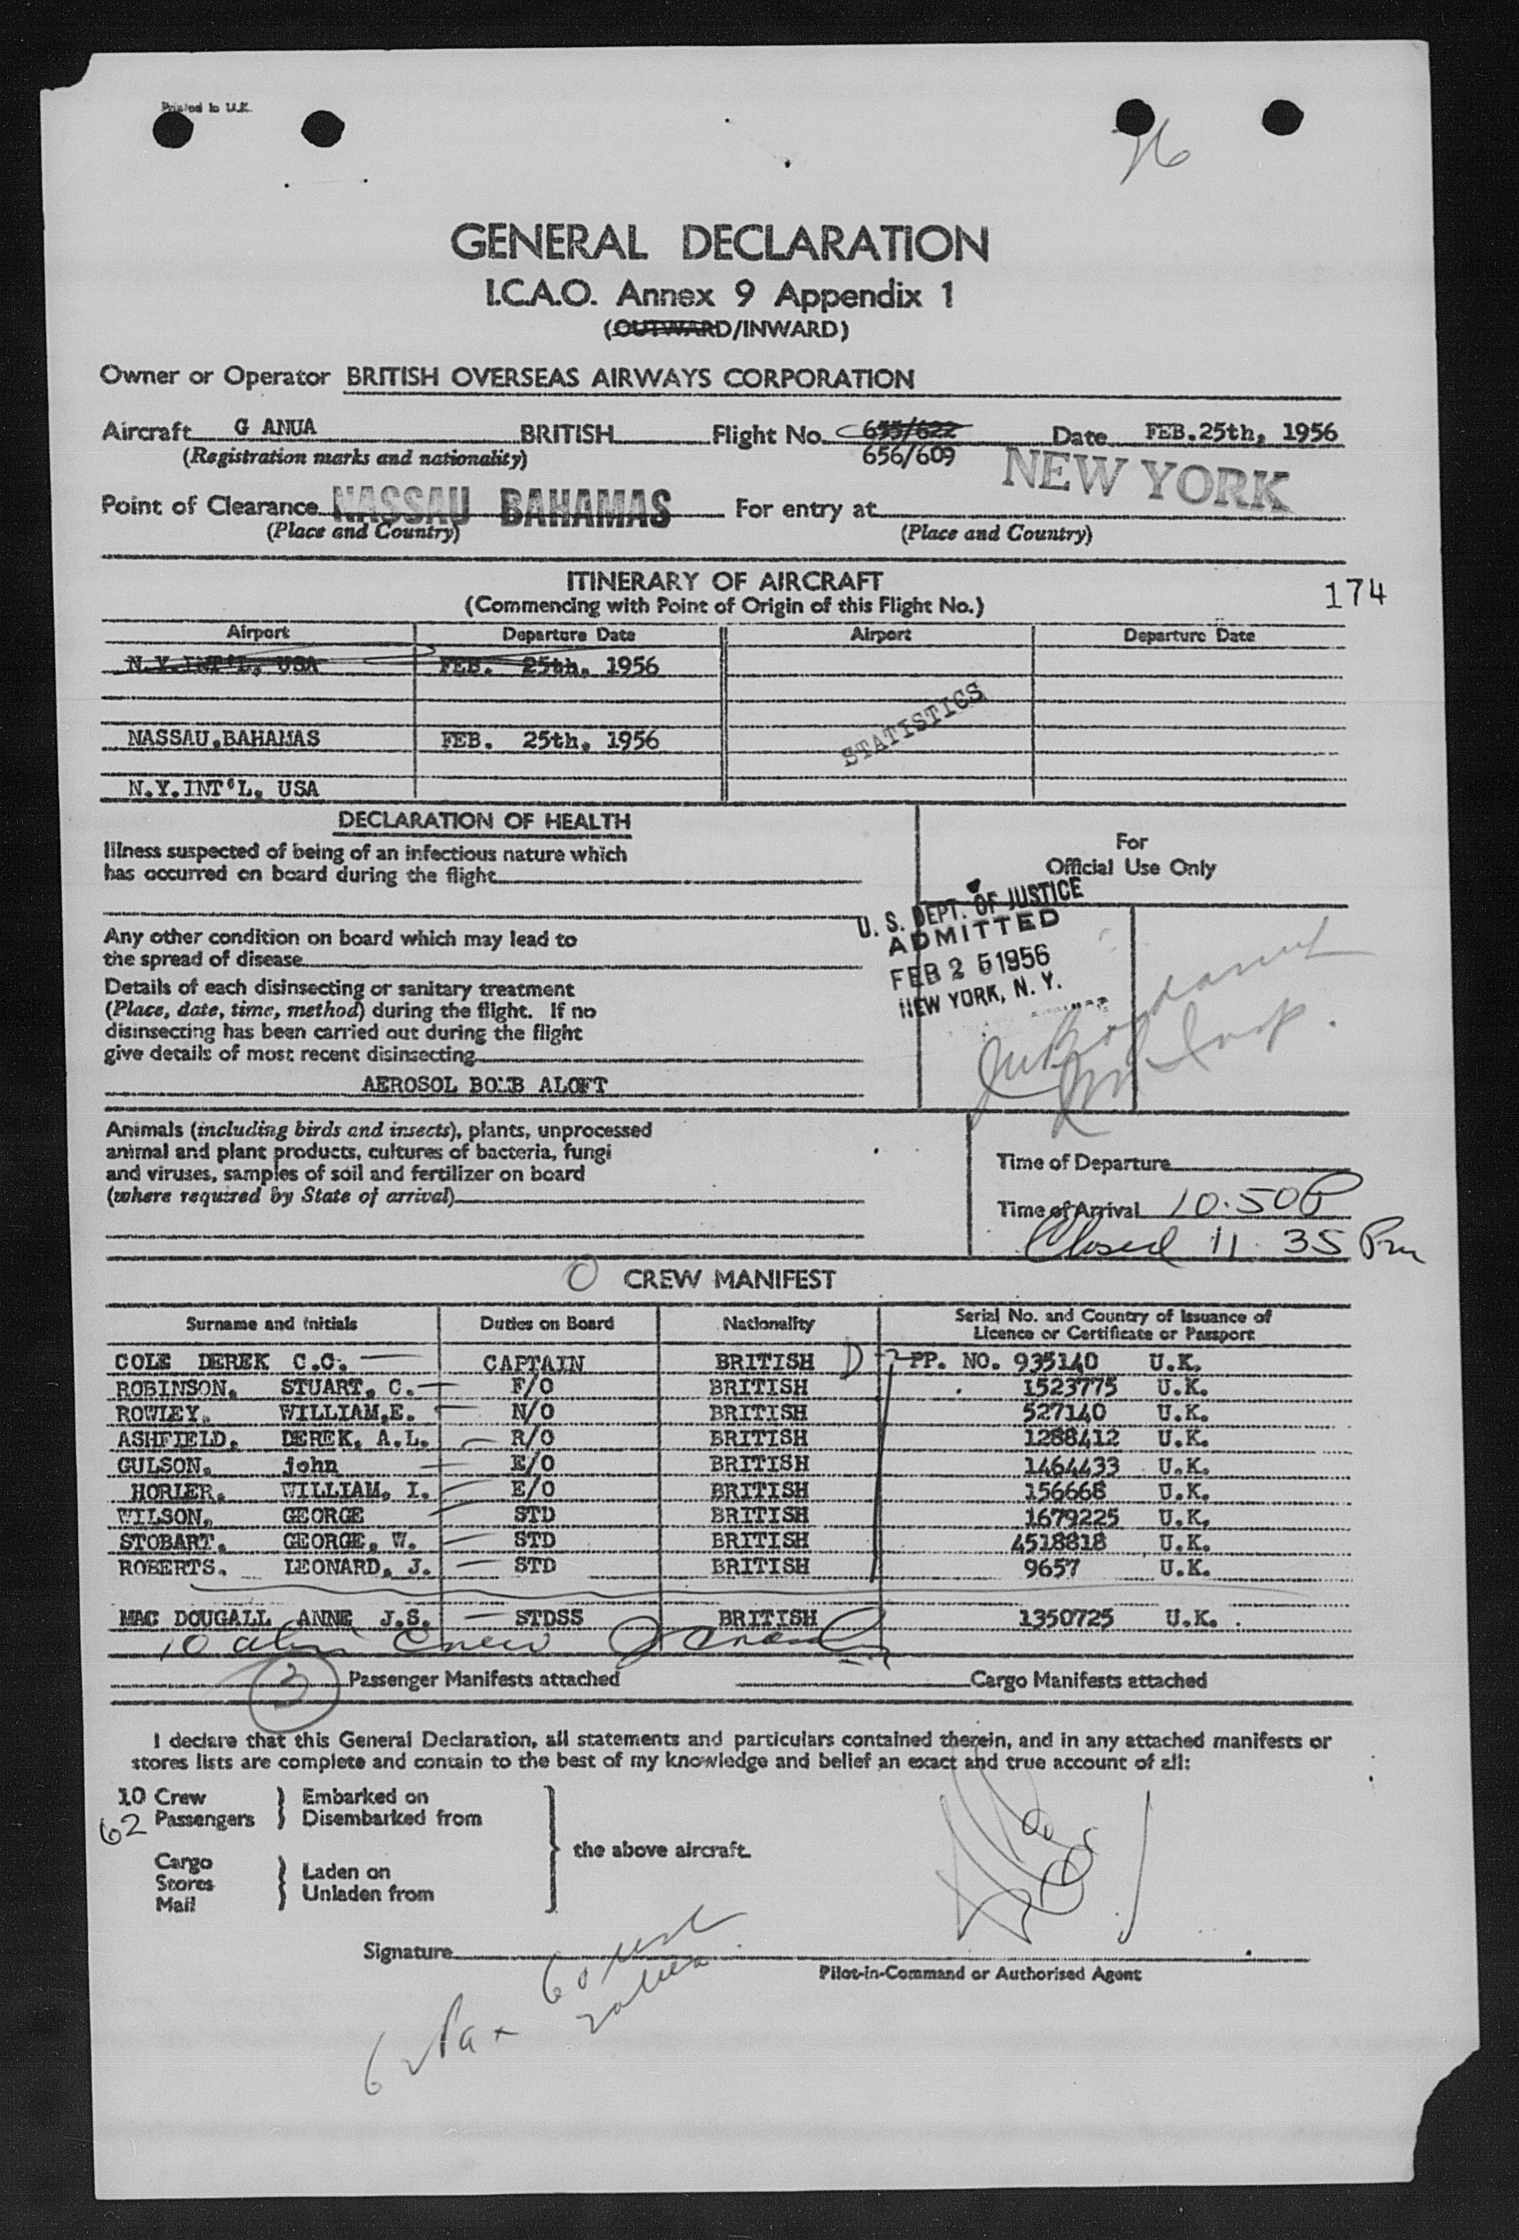 Printed in U.K.
76
GENERAL DECLARATION
I.C.A.O. Annex 9 Appendix 1
(OUTWARD/INWARD)
Owner or Operator BRITISH OVERSEAS AIRWAYS CORPORATION
Aircraft G ANUA BRITISH Flight No. 655/622 Date FEB.25th, 1956
(Registration marks and nationality) 656/609
NEW YORK
Point of Clearance NASSAU BAHAMAS For entry at
(Place and Country) (Place and Country)
ITINERARY OF AIRCRAFT
(Commencing with Point of Origin of this Flight No.) 174
Airport Departure Date Airport Departure Date
N.Y.INT'L, USA FEB. 25th, 1956
STATISTICS
NASSAU,BAHAMAS FEB. 25th, 1956
N.Y.INT'L, USA
DECLARATION OF HEALTH
For
Official Use Only
Illness suspected of being of an infectious nature which
has occurred on board during the flight
U. S. DEPT. OF JUSTICE
ADMITTED
FEB 25 1956
NEW YORK, N. Y.
Any other condition on board which may lead to
the spread of disease
Details of each disinsecting or sanitary treatment
(Place, date, time, method) during the flight. If no
disinsecting has been carried out during the flight
give details of most recent disinsecting
AEROSOL BOMB ALOFT
Animals (including birds and insects), plants, unprocessed
animal and plant products, cultures of bacteria, fungi
and viruses, samples of soil and fertilizer on board
(where required by State of arrival)
Time of Departure
Time of Arrival 10.50P
Closed 11 35 Pm
CREW MANIFEST
Surname and Initials Duties on Board Nationality Serial No. and Country of Issuance of
Licence or Certificate or Passport
COLE DEREK C.C. CAPTAIN BRITISH PP. NO. 935140 U.K.
ROBINSON. STUART, C. F/O BRITISH 1523775 U.K.
ROWLEY. WILLIAM,E. N/O BRITISH 527140 U.K.
ASHFIELD. DEREK, A.L. R/O BRITISH 1288412 U.K.
GULSON. john E/O BRITISH 1464433 U.K.
HORLER. WILLIAM, I. E/O BRITISH 156668 U.K.
WILSON, GEORGE STD BRITISH 1679225 U.K.
STOBART. GEORGE, W. STD BRITISH 4518818 U.K.
ROBERTS. LEONARD, J. STD BRITISH 9657 U.K.
MAC DOUGALL ANNE J.S. STDSS BRITISH 1350725 U.K.
10 alien Crew
3 Passenger Manifests attached Cargo Manifests attached
I declare that this General Declaration, all statements and particulars contained therein, and in any attached manifests or
stores lists are complete and contain to the best of my knowledge and belief an exact and true account of all:
10 Crew } Embarked on
62 Passengers } Disembarked from
the above aircraft.
Cargo
Stores } Laden on
Mail } Unladen from
Signature
Pilot-in-Command or Authorised Agent
60 usc
2 alien
62 Pax